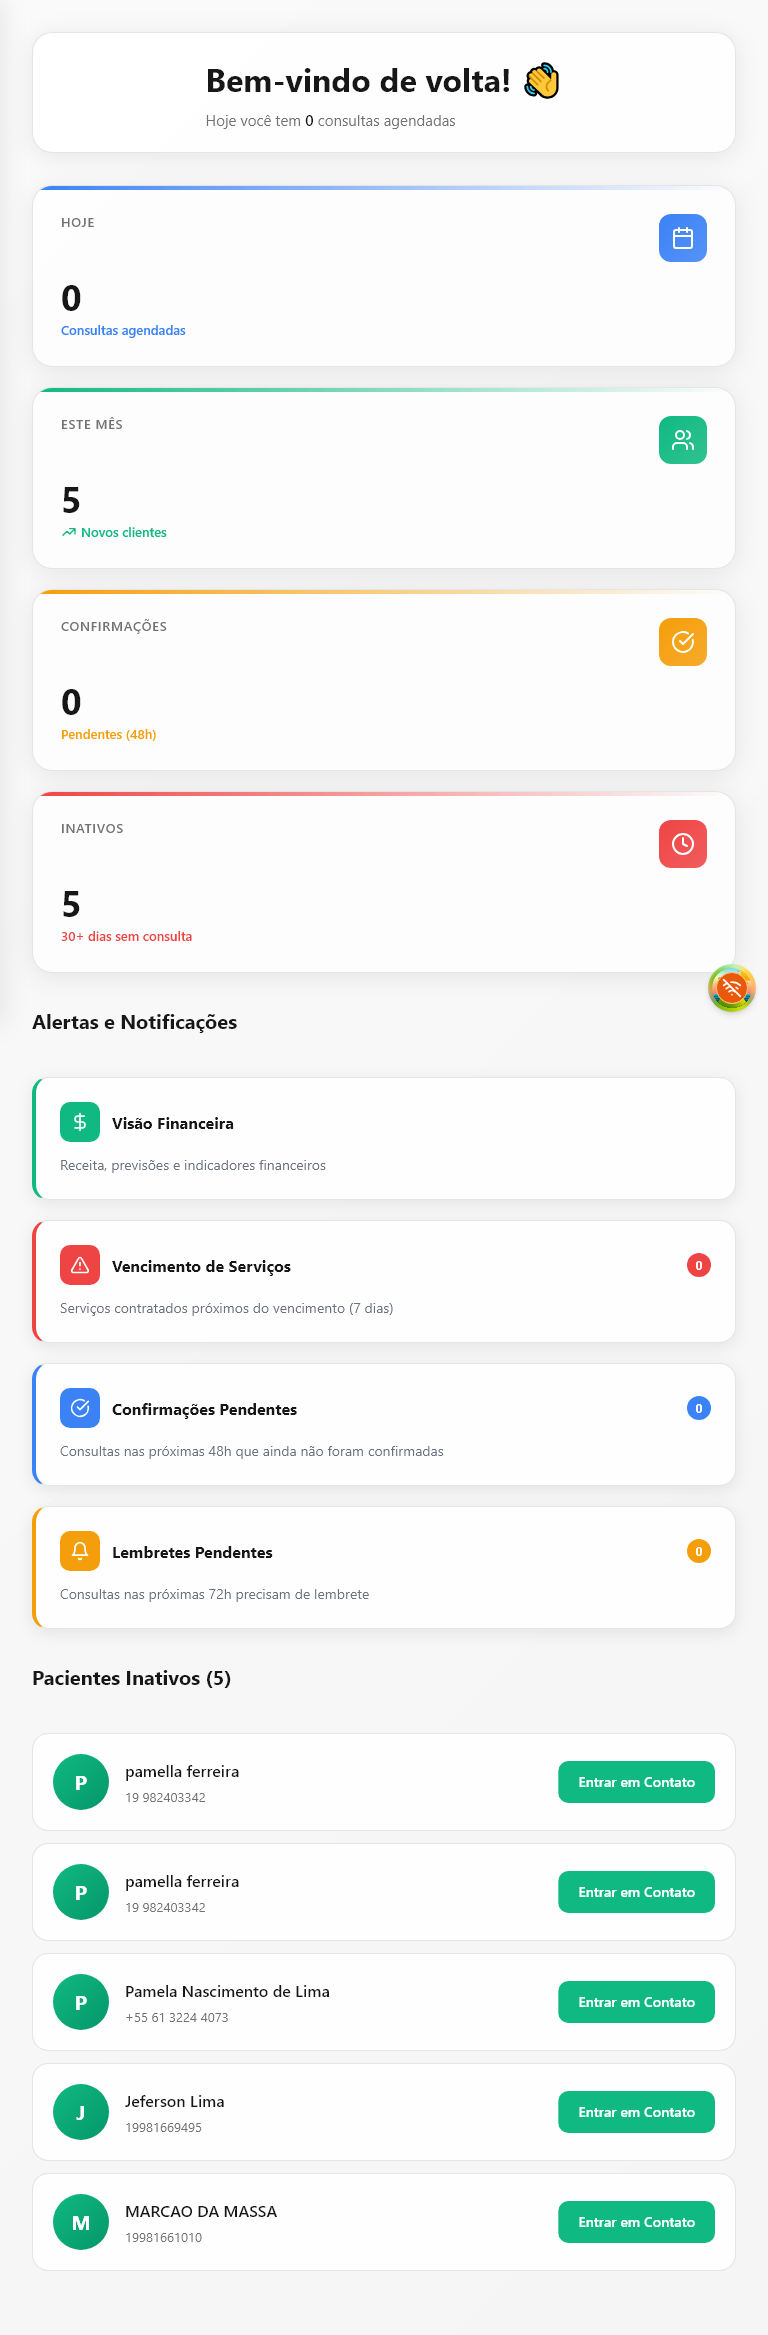 Bem-vindo de volta! 👋
Hoje você tem 0 consultas agendadas
HOJE
0
Consultas agendadas
ESTE MÊS
5
Novos clientes
CONFIRMAÇÕES
0
Pendentes (48h)
INATIVOS
5
30+ dias sem consulta
Alertas e Notificações
Visão Financeira
Receita, previsões e indicadores financeiros
Vencimento de Serviços
0
Serviços contratados próximos do vencimento (7 dias)
Confirmações Pendentes
0
Consultas nas próximas 48h que ainda não foram confirmadas
Lembretes Pendentes
0
Consultas nas próximas 72h precisam de lembrete
Pacientes Inativos (5)
P
pamella ferreira
19 982403342
Entrar em Contato
P
pamella ferreira
19 982403342
Entrar em Contato
P
Pamela Nascimento de Lima
+55 61 3224 4073
Entrar em Contato
J
Jeferson Lima
19981669495
Entrar em Contato
M
MARCAO DA MASSA
19981661010
Entrar em Contato